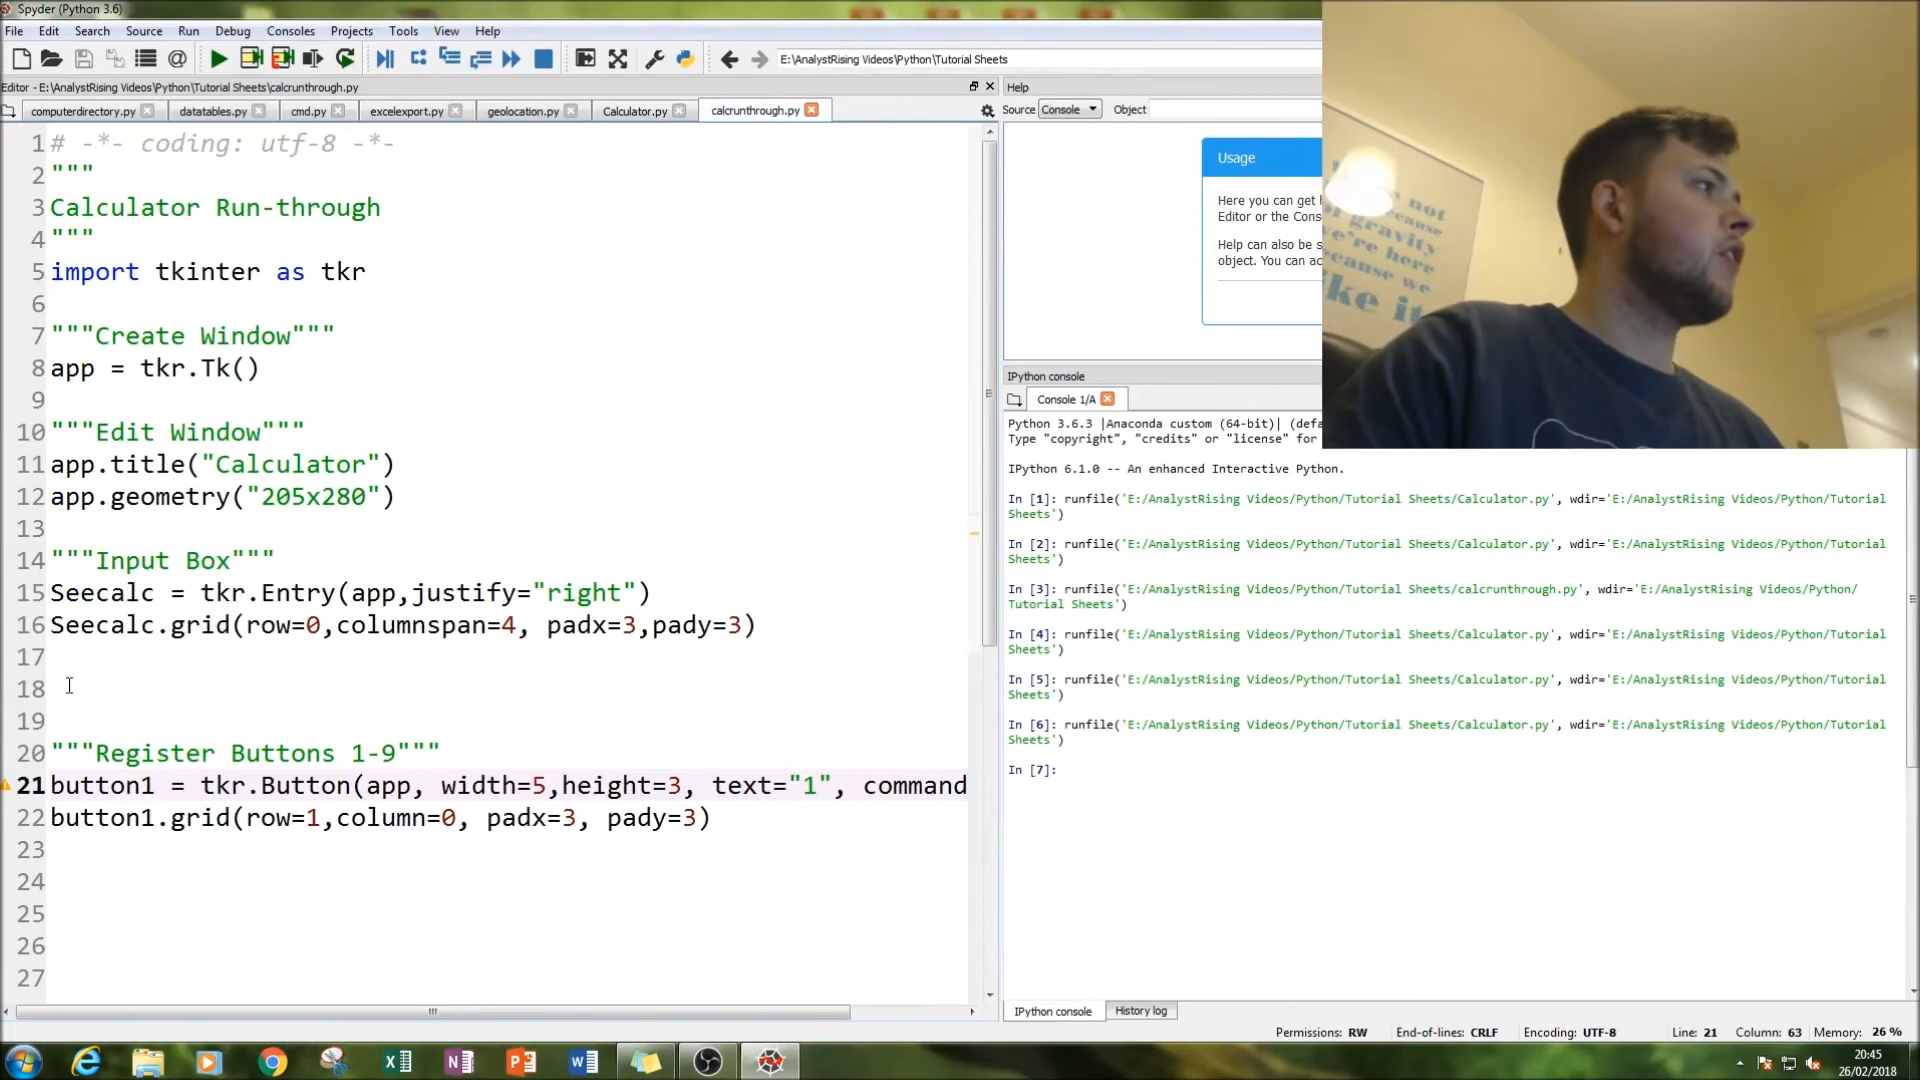 Spyder (Python 3.6)
File Edit Search Source Run Debug Consoles Projects Tools View Help
E:\AnalystRising Videos\Python\Tutorial Sheets
Editor - E:\AnalystRising Videos\Python\Tutorial Sheets\calcrunthrough.py
computerdirectory.py datatables.py cmd.py excelexport.py geolocation.py Calculator.py calcrunthrough.py
1 # -*- coding: utf-8 -*-
2 """
3 Calculator Run-through
4 """
5 import tkinter as tkr
6
7 """Create Window"""
8 app = tkr.Tk()
9
10 """Edit Window"""
11 app.title("Calculator")
12 app.geometry("205x280")
13
14 """Input Box"""
15 Seecalc = tkr.Entry(app,justify="right")
16 Seecalc.grid(row=0,columnspan=4, padx=3,pady=3)
17
18
19
20 """Register Buttons 1-9"""
21 button1 = tkr.Button(app, width=5,height=3, text="1", command
22 button1.grid(row=1,column=0, padx=3, pady=3)
23
24
25
26
27
Help
Source Console Object
Usage
Here you can get
Editor or the Cons
Help can also be s
object. You can ac
not
because
of gravity
we're here
because we
ke it
IPython console
Console 1/A
Python 3.6.3 |Anaconda custom (64-bit)| (defa
Type "copyright", "credits" or "license" for
IPython 6.1.0 -- An enhanced Interactive Python.
In [1]: runfile('E:/AnalystRising Videos/Python/Tutorial Sheets/Calculator.py', wdir='E:/AnalystRising Videos/Python/Tutorial
Sheets')
In [2]: runfile('E:/AnalystRising Videos/Python/Tutorial Sheets/Calculator.py', wdir='E:/AnalystRising Videos/Python/Tutorial
Sheets')
In [3]: runfile('E:/AnalystRising Videos/Python/Tutorial Sheets/calcrunthrough.py', wdir='E:/AnalystRising Videos/Python/
Tutorial Sheets')
In [4]: runfile('E:/AnalystRising Videos/Python/Tutorial Sheets/Calculator.py', wdir='E:/AnalystRising Videos/Python/Tutorial
Sheets')
In [5]: runfile('E:/AnalystRising Videos/Python/Tutorial Sheets/Calculator.py', wdir='E:/AnalystRising Videos/Python/Tutorial
Sheets')
In [6]: runfile('E:/AnalystRising Videos/Python/Tutorial Sheets/Calculator.py', wdir='E:/AnalystRising Videos/Python/Tutorial
Sheets')
In [7]:
IPython console History log
Permissions: RW End-of-lines: CRLF Encoding: UTF-8 Line: 21 Column: 63 Memory: 26 %
20:45
26/02/2018